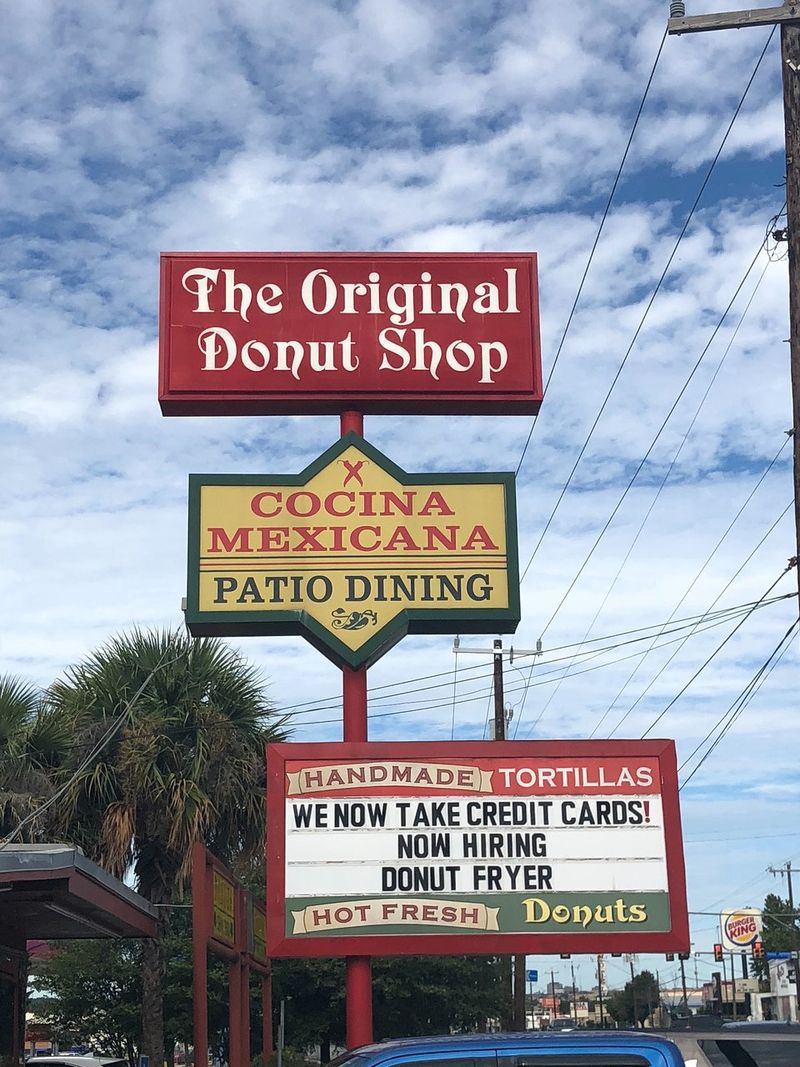 The Original
Donut Shop
COCINA
MEXICANA
PATIO DINING
HANDMADE TORTILLAS
WE NOW TAKE CREDIT CARDS!
NOW HIRING
DONUT FRYER
HOT FRESH Donuts
BURGER
KING